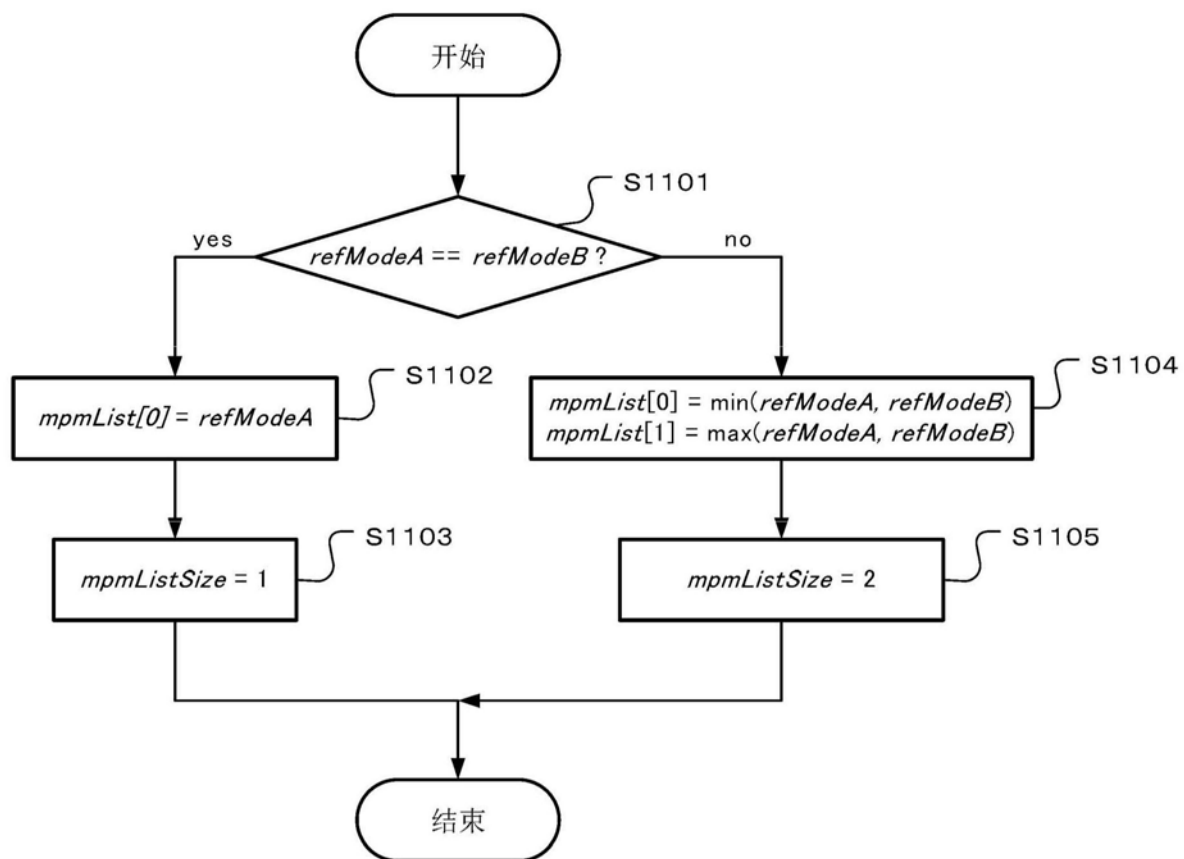 开始
S1101
yes
refModeA == refModeB ?
no
S1102
mpmList[0] = refModeA
S1104
mpmList[0] = min(refModeA, refModeB)
mpmList[1] = max(refModeA, refModeB)
S1103
mpmListSize = 1
S1105
mpmListSize = 2
结束